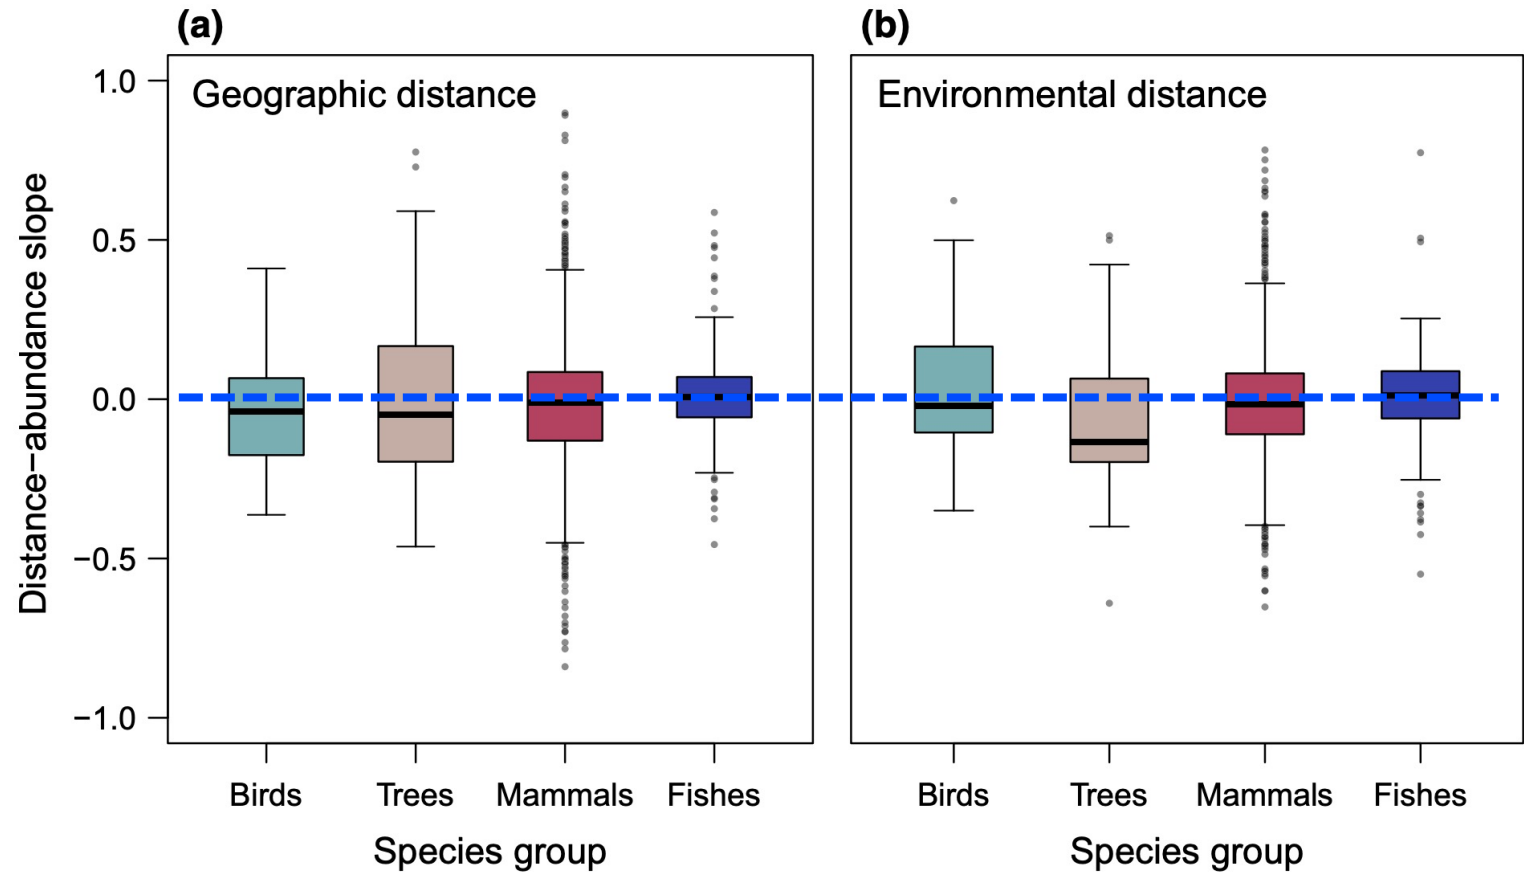 (a)
(b)
Geographic distance
Environmental distance
Distance−abundance slope
1.0
0.5
0.0
−0.5
−1.0
Birds Trees Mammals Fishes
Birds Trees Mammals Fishes
Species group
Species group